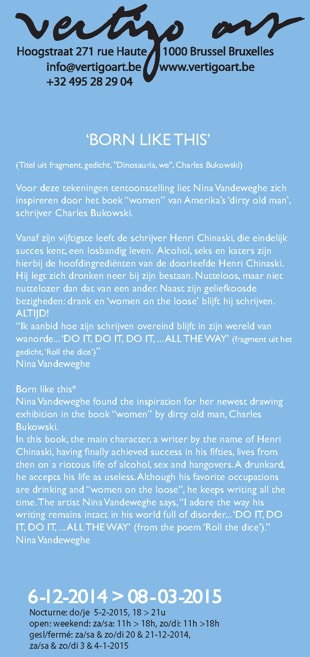 vertigo art
Hoogstraat 271 rue Haute 1000 Brussel Bruxelles
info@vertigoart.be www.vertigoart.be
+32 495 28 29 04
‘BORN LIKE THIS’
(Titel uit fragment, gedicht, "Dinosauria, we", Charles Bukowski)
Voor deze tekeningen tentoonstelling liet Nina Vandeweghe zich
inspireren door het boek “women” van Amerika's ‘dirty old man’,
schrijver Charles Bukowski.
Vanaf zijn vijftigste leeft de schrijver Henri Chinaski, die eindelijk
succes kent, een losbandig leven. Alcohol, seks en katers zijn
hierbij de hoofdingrediënten van de doorleefde Henri Chinaski.
Hij legt zich dronken neer bij zijn bestaan. Nutteloos, maar niet
nuttelozer dan dat van een ander. Naast zijn geliefkoosde
bezigheden: drank en ‘women on the loose’ blijft hij schrijven.
ALTIJD!
“Ik aanbid hoe zijn schrijven overeind blijft in zijn wereld van
wanorde... ‘DO IT, DO IT, DO IT, ... ALL THE WAY’ (fragment uit het
gedicht, ‘Roll the dice’)”
Nina Vandeweghe
Born like this*
Nina Vandeweghe found the inspiration for her newest drawing
exhibition in the book “women” by dirty old man, Charles
Bukowski.
In this book, the main character, a writer by the name of Henri
Chinaski, having finally achieved success in his fifties, lives from
then on a riotous life of alcohol, sex and hangovers. A drunkard,
he accepts his life as useless. Although his favorite occupations
are drinking and “women on the loose”, he keeps writing all the
time. The artist Nina Vandeweghe says, “I adore the way his
writing remains intact in his world full of disorder... ‘DO IT, DO
IT, DO IT, ... ALL THE WAY’ (from the poem ‘Roll the dice’).”
Nina Vandeweghe
6-12-2014 > 08-03-2015
Nocturne: do/je 5-2-2015, 18 > 21u
open: weekend: za/sa: 11h > 18h, zo/di: 11h >18h
gesl/fermé: za/sa & zo/di 20 & 21-12-2014,
za/sa & zo/di 3 & 4-1-2015